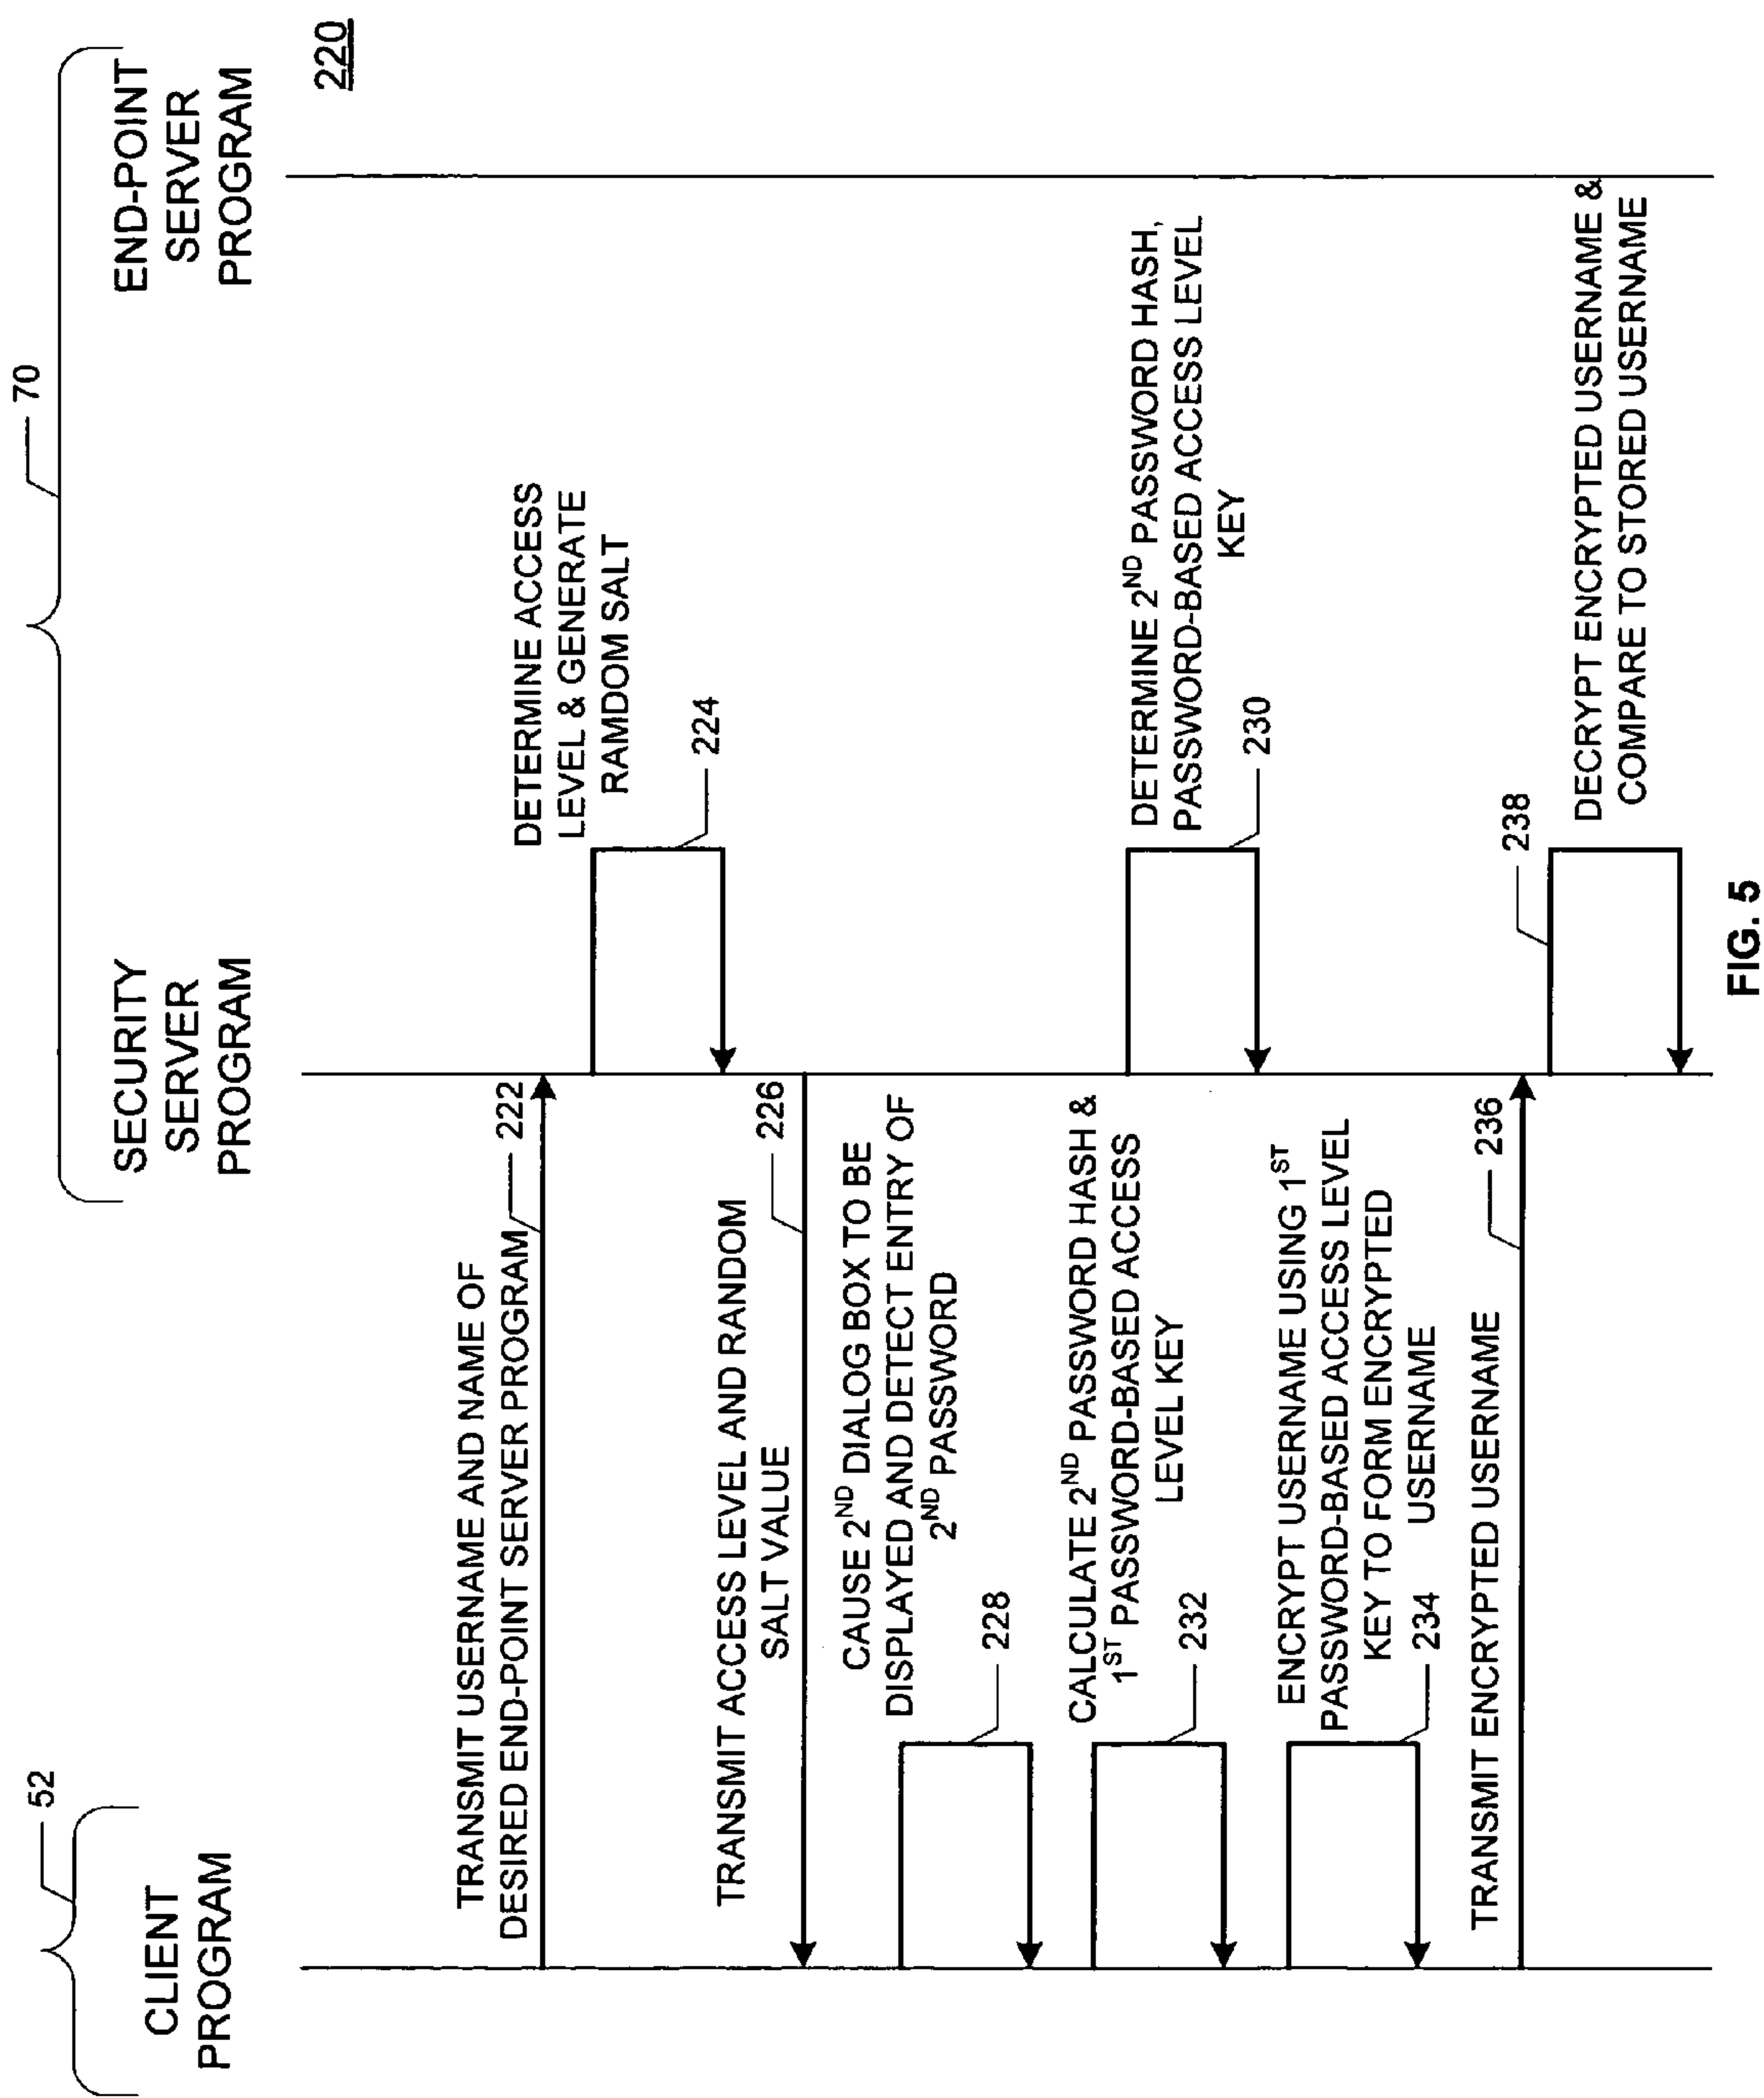 52
70
CLIENT
PROGRAM
SECURITY
SERVER
PROGRAM
END-POINT
SERVER
PROGRAM
220
TRANSMIT USERNAME AND NAME OF
DESIRED END-POINT SERVER PROGRAM
222
DETERMINE ACCESS
LEVEL & GENERATE
RAMDOM SALT
224
TRANSMIT ACCESS LEVEL AND RANDOM
SALT VALUE
226
CAUSE 2ND DIALOG BOX TO BE
DISPLAYED AND DETECT ENTRY OF
2ND PASSWORD
228
DETERMINE 2ND PASSWORD HASH,
PASSWORD-BASED ACCESS LEVEL
KEY
230
CALCULATE 2ND PASSWORD HASH &
1ST PASSWORD-BASED ACCESS
LEVEL KEY
232
ENCRYPT USERNAME USING 1ST
PASSWORD-BASED ACCESS LEVEL
KEY TO FORM ENCRYPTED
USERNAME
234
TRANSMIT ENCRYPTED USERNAME
236
238
DECRYPT ENCRYPTED USERNAME &
COMPARE TO STORED USERNAME
FIG. 5